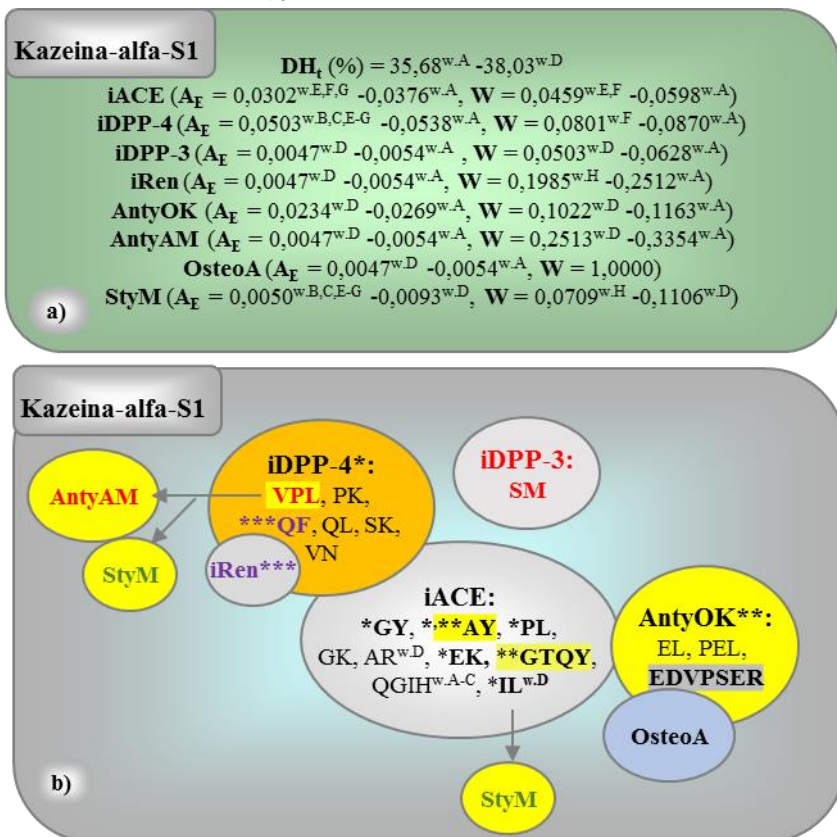 Kazeina-alfa-S1
DHt (%) = 35,68w.A -38,03w.D
iACE (AE = 0,0302w.E,F,G -0,0376w.A, W = 0,0459w.E,F -0,0598w.A)
iDPP-4 (AE = 0,0503w.B,C,E-G -0,0538w.A, W = 0,0801w.F -0,0870w.A)
iDPP-3 (AE = 0,0047w.D -0,0054w.A , W = 0,0503w.D -0,0628w.A)
iRen (AE = 0,0047w.D -0,0054w.A, W = 0,1985w.H -0,2512w.A)
AntyOK (AE = 0,0234w.D -0,0269w.A, W = 0,1022w.D -0,1163w.A)
AntyAM (AE = 0,0047w.D -0,0054w.A, W = 0,2513w.D -0,3354w.A)
OsteoA (AE = 0,0047w.D -0,0054w.A, W = 1,0000)
StyM (AE = 0,0050w.B,C,E-G -0,0093w.D, W = 0,0709w.H -0,1106w.D)
a)
Kazeina-alfa-S1
iDPP-4*:
VPL, PK,
***QF, QL, SK,
VN
iRen***
AntyAM
StyM
iDPP-3:
SM
iACE:
*GY, *,**AY, *PL,
GK, ARw.D, *EK, **GTQY,
QGIHw.A-C, *ILw.D
AntyOK**:
EL, PEL,
EDVPSER
OsteoA
StyM
b)